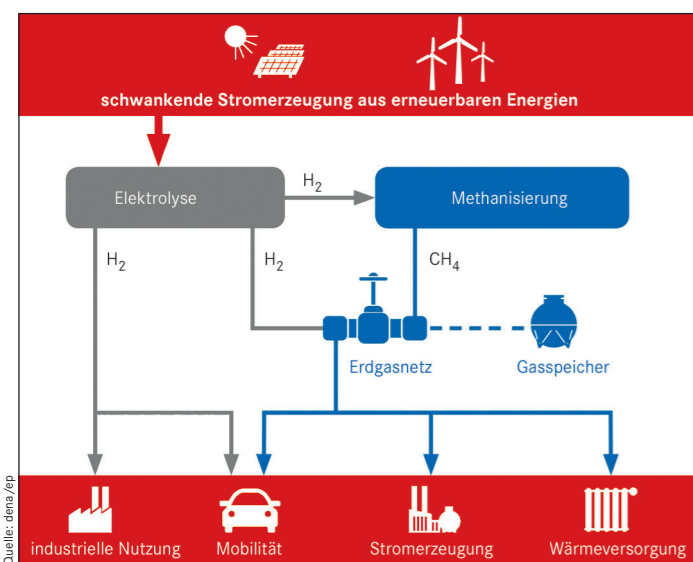 schwankende Stromerzeugung aus erneuerbaren Energien
Elektrolyse
H₂
Methanisierung
H₂
H₂
CH₄
Erdgasnetz
Gasspeicher
industrielle Nutzung
Mobilität
Stromerzeugung
Wärmeversorgung
Quelle: dena/ep